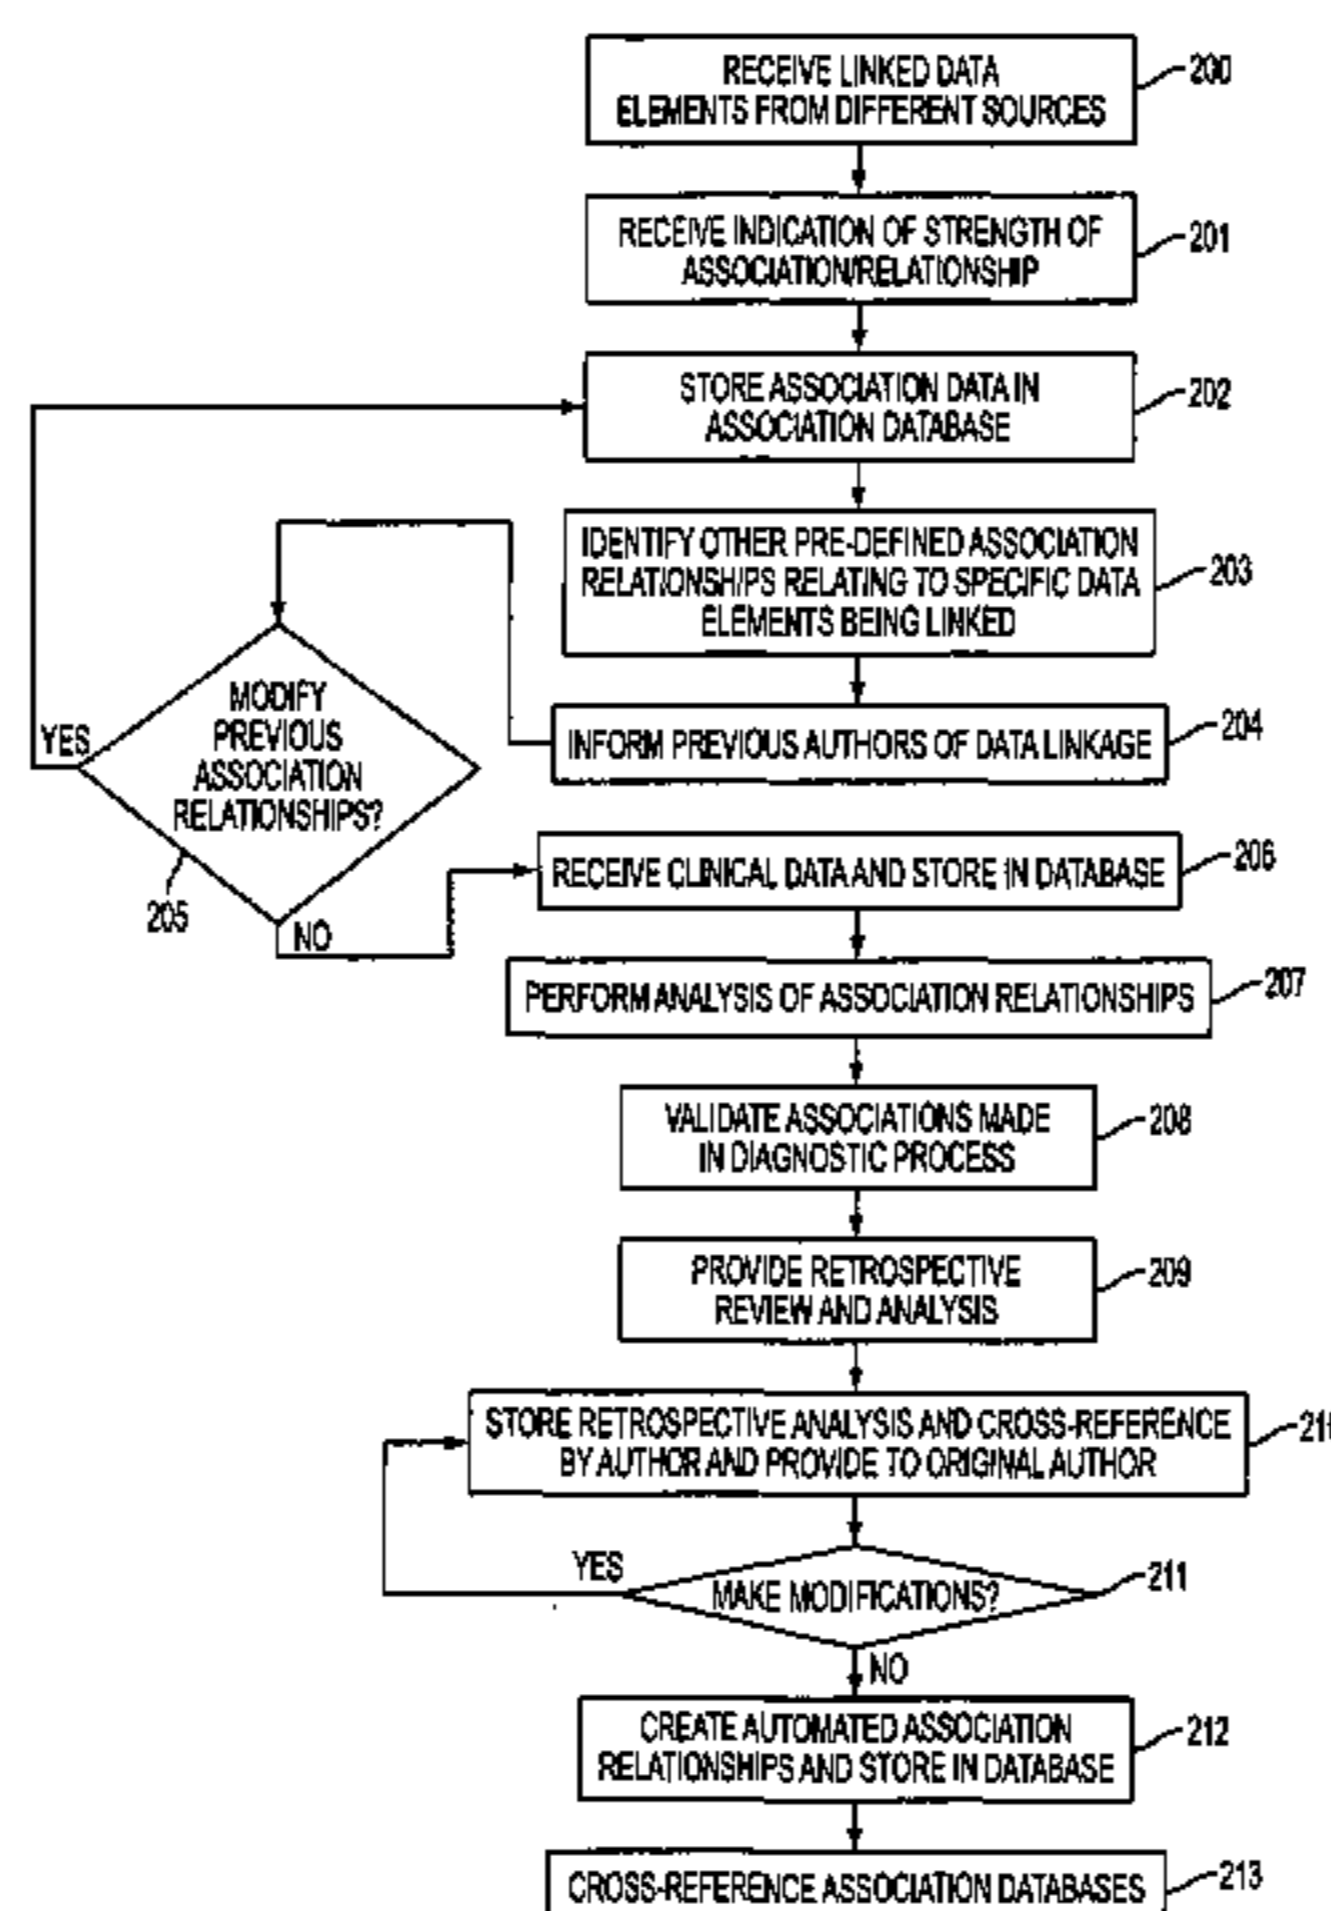 RECEIVE LINKED DATA
ELEMENTS FROM DIFFERENT SOURCES
200
RECEIVE INDICATION OF STRENGTH OF
ASSOCIATION/RELATIONSHIP
201
STORE ASSOCIATION DATA IN
ASSOCIATION DATABASE
202
IDENTIFY OTHER PRE-DEFINED ASSOCIATION
RELATIONSHIPS RELATING TO SPECIFIC DATA
ELEMENTS BEING LINKED
203
INFORM PREVIOUS AUTHORS OF DATA LINKAGE
204
MODIFY
PREVIOUS
ASSOCIATION
RELATIONSHIPS?
YES
205
NO
RECEIVE CLINICAL DATA AND STORE IN DATABASE
206
PERFORM ANALYSIS OF ASSOCIATION RELATIONSHIPS
207
VALIDATE ASSOCIATIONS MADE
IN DIAGNOSTIC PROCESS
208
PROVIDE RETROSPECTIVE
REVIEW AND ANALYSIS
209
STORE RETROSPECTIVE ANALYSIS AND CROSS-REFERENCE
BY AUTHOR AND PROVIDE TO ORIGINAL AUTHOR
YES
MAKE MODIFICATIONS?
211
NO
CREATE AUTOMATED ASSOCIATION
RELATIONSHIPS AND STORE IN DATABASE
212
CROSS-REFERENCE ASSOCIATION DATABASES
213